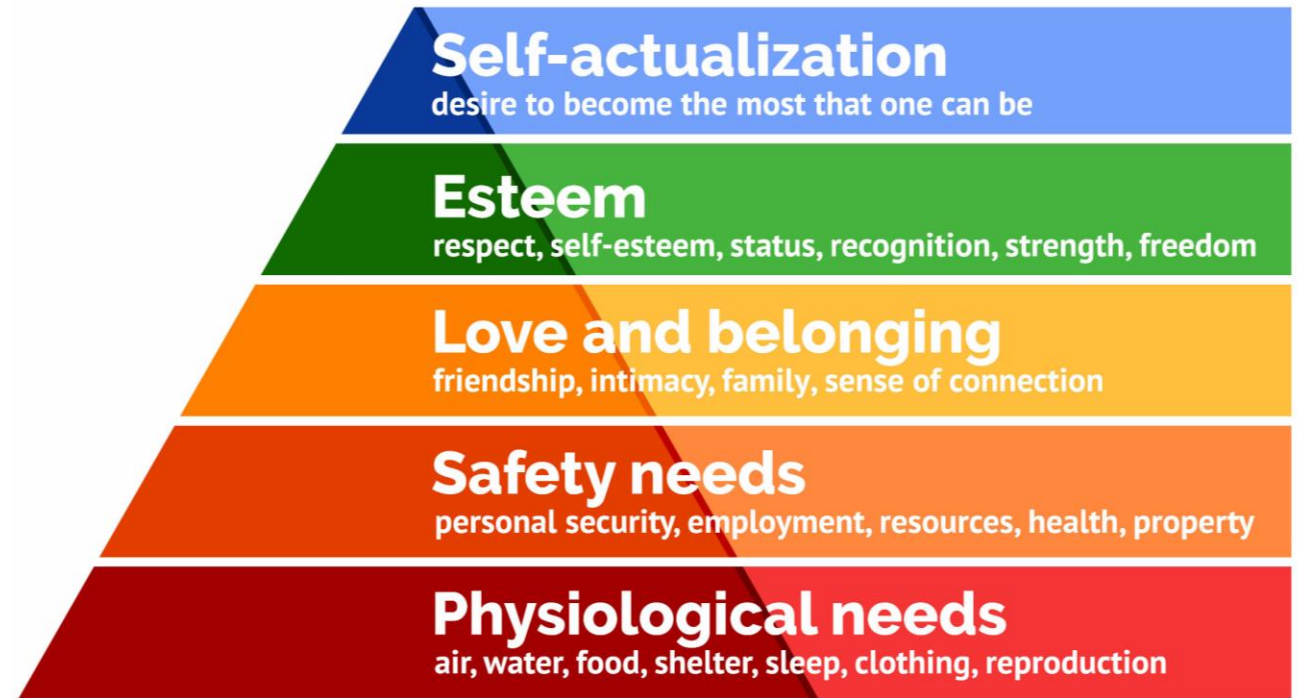 Self-actualization
desire to become the most that one can be
Esteem
respect, self-esteem, status, recognition, strength, freedom
Love and belonging
friendship, intimacy, family, sense of connection
Safety needs
personal security, employment, resources, health, property
Physiological needs
air, water, food, shelter, sleep, clothing, reproduction